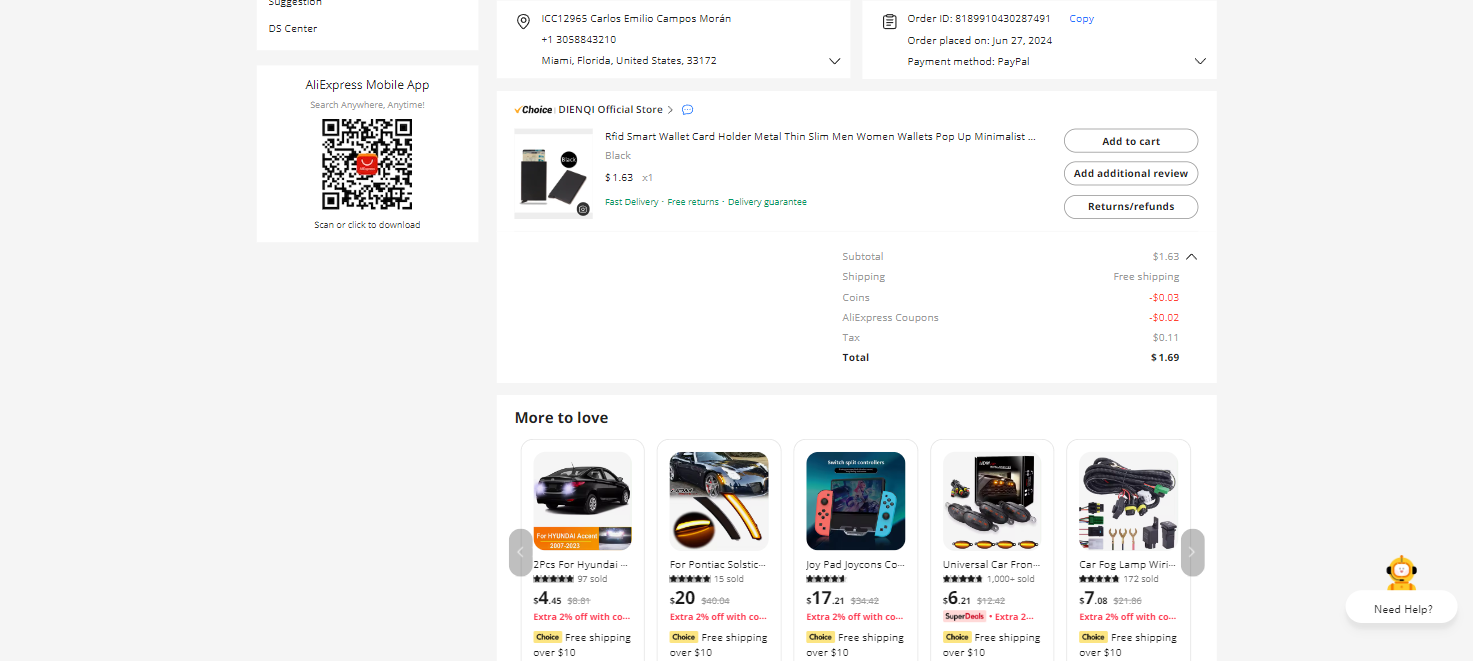 Suggestion
DS Center
AliExpress Mobile App
Search Anywhere, Anytime!
AliExpress
Scan or click to download
ICC12965 Carlos Emilio Campos Morán
+1 3058843210
Miami, Florida, United States, 33172
Order ID: 8189910430287491 Copy
Order placed on: Jun 27, 2024
Payment method: PayPal
Choice DIENQI Official Store
Black
Rfid Smart Wallet Card Holder Metal Thin Slim Men Women Wallets Pop Up Minimalist ...
Black
$1.63 x1
Fast Delivery · Free returns · Delivery guarantee
Add to cart
Add additional review
Returns/refunds
Subtotal $1.63
Shipping Free shipping
Coins -$0.03
AliExpress Coupons -$0.02
Tax $0.11
Total $1.69
More to love
For HYUNDAI Accent
2007-2023
2Pcs For Hyundai ...
97 sold
$4.45 $8.81
Extra 2% off with co...
Choice Free shipping
over $10
For Pontiac Solstic...
15 sold
$20 $40.04
Extra 2% off with co...
Choice Free shipping
over $10
Switch split controllers
Joy Pad Joycons Co...
$17.21 $34.42
Extra 2% off with co...
Choice Free shipping
over $10
Universal Car Fron...
1,000+ sold
$6.21 $12.42
SuperDeals • Extra 2...
Choice Free shipping
over $10
Car Fog Lamp Wiri...
172 sold
$7.08 $21.86
Extra 2% off with co...
Choice Free shipping
over $10
Need Help?